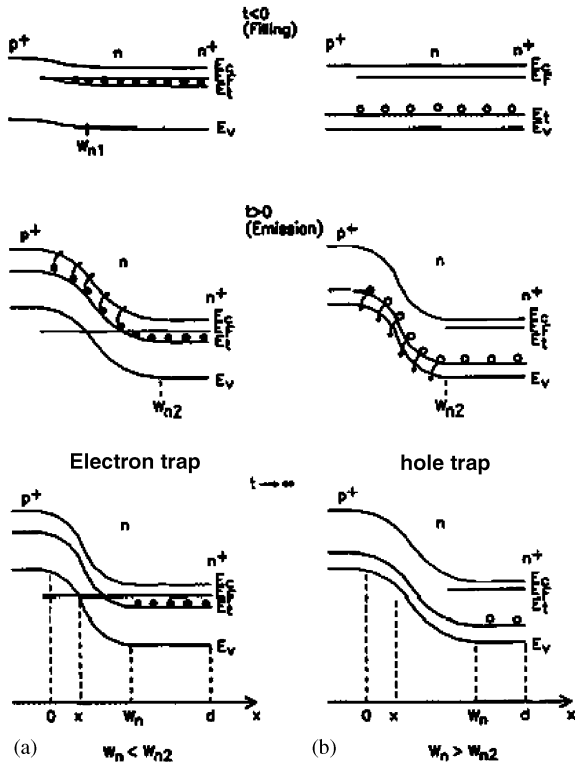 t<0
(Filling)
p+ n n+
Ec
EF
Et
Wn1
Ev
p+ n n+
Ec
EF
Et
Ev
t>0
(Emission)
p+ n n+
Ec
EF
Et
Wn2
Ev
p+ n n+
Ec
EF
Et
Ev
Wn2
Electron trap
hole trap
t→∞
p+ n n+
Ec
EF
Et
Ev
0 x Wn d x
p+ n n+
Ec
EF
Et
Ev
0 x Wn d x
(a) Wn < Wn2
(b) Wn > Wn2